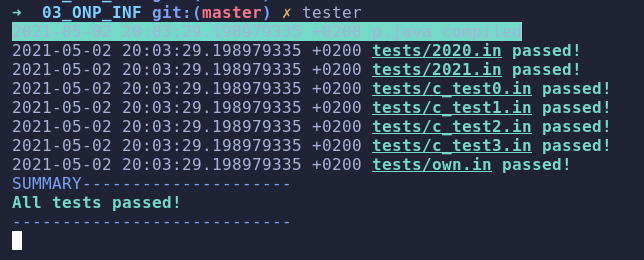 → 03_ONP_INF git:(master) ✗ tester
2021-05-02 20:03:29.198979335 +0200 p.java compiled
2021-05-02 20:03:29.198979335 +0200 tests/2020.in passed!
2021-05-02 20:03:29.198979335 +0200 tests/2021.in passed!
2021-05-02 20:03:29.198979335 +0200 tests/c_test0.in passed!
2021-05-02 20:03:29.198979335 +0200 tests/c_test1.in passed!
2021-05-02 20:03:29.198979335 +0200 tests/c_test2.in passed!
2021-05-02 20:03:29.198979335 +0200 tests/c_test3.in passed!
2021-05-02 20:03:29.198979335 +0200 tests/own.in passed!
SUMMARY---------------------
All tests passed!
----------------------------